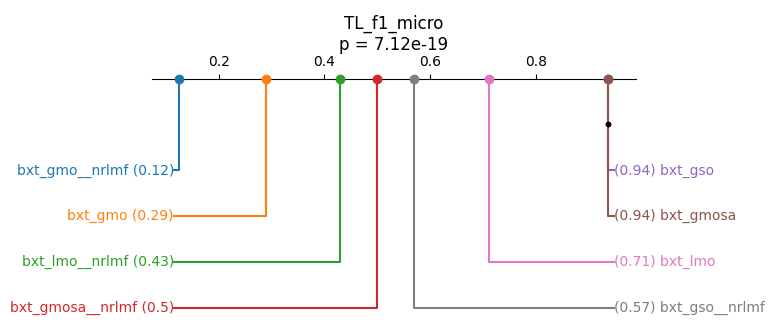 TL_f1_micro
p = 7.12e-19
0.2 0.4 0.6 0.8
bxt_gmo__nrlmf (0.12) (0.94) bxt_gso
bxt_gmo (0.29) (0.94) bxt_gmosa
bxt_lmo__nrlmf (0.43) (0.71) bxt_lmo
bxt_gmosa__nrlmf (0.5) (0.57) bxt_gso__nrlmf